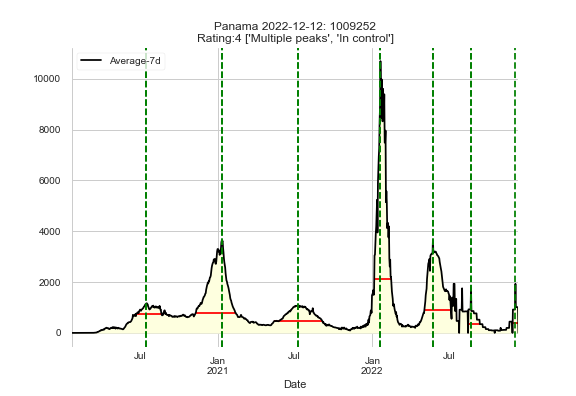 Panama 2022-12-12: 1009252
Rating:4 ['Multiple peaks', 'In control']
Average-7d
10000
8000
6000
4000
2000
0
Jul
Jan
2021
Jul
Jan
2022
Jul
Date